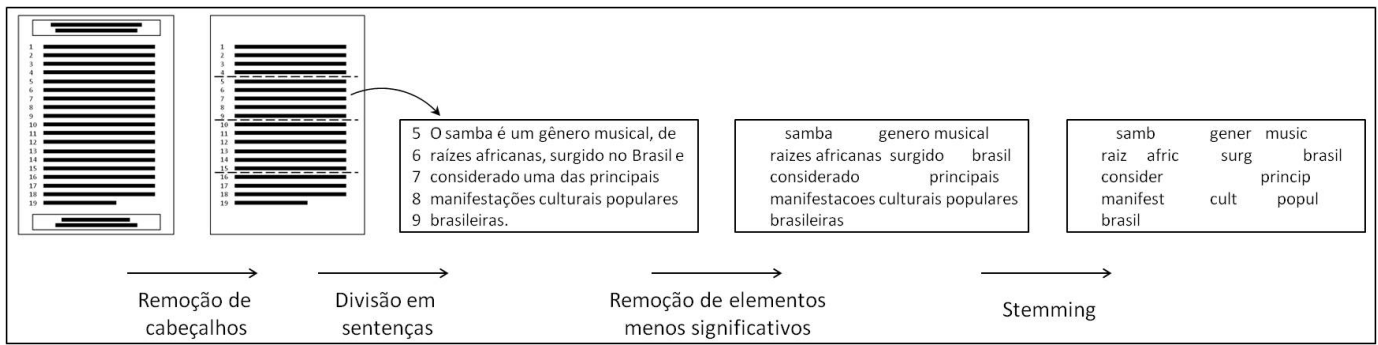 1
2
3
4
5
6
7
8
9
10
11
12
13
14
15
16
17
18
19
1
2
3
4
5
6
7
8
9
10
11
12
13
14
15
16
17
18
19
5 O samba é um gênero musical, de
6 raízes africanas, surgido no Brasil e
7 considerado uma das principais
8 manifestações culturais populares
9 brasileiras.
samba genero musical
raizes africanas surgido brasil
considerado principais
manifestacoes culturais populares
brasileiras
samb gener music
raiz afric surg brasil
consider princip
manifest cult popul
brasil
Remoção de
cabeçalhos
Divisão em
sentenças
Remoção de elementos
menos significativos
Stemming